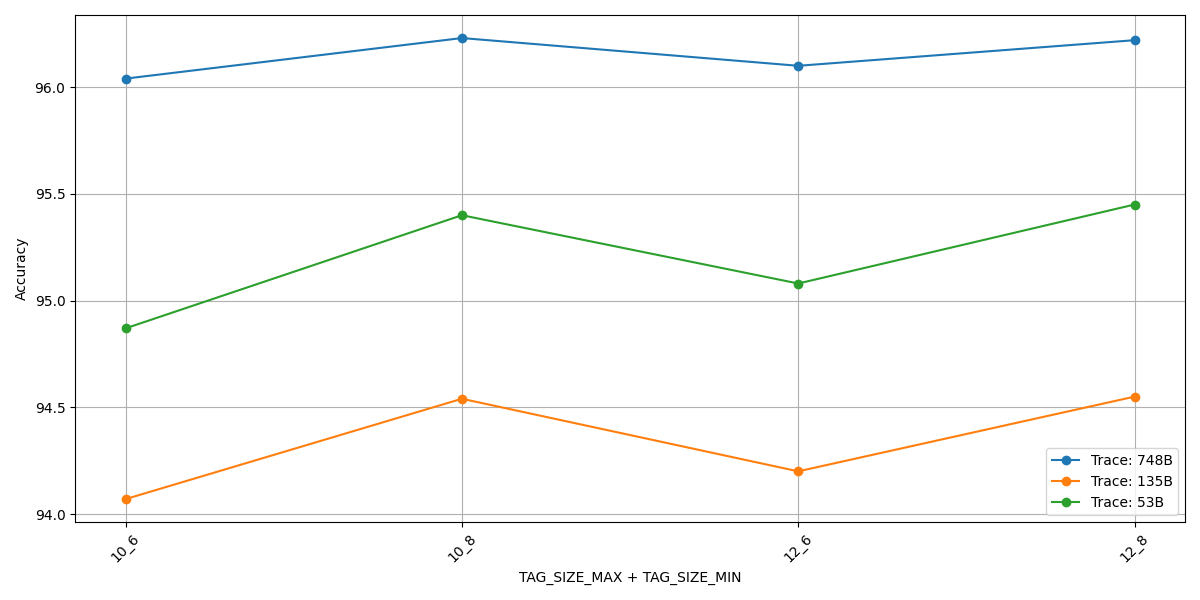 96.0
95.5
95.0
94.5
94.0
Accuracy
10_6
10_8
12_6
12_8
TAG_SIZE_MAX + TAG_SIZE_MIN
Trace: 748B
Trace: 135B
Trace: 53B